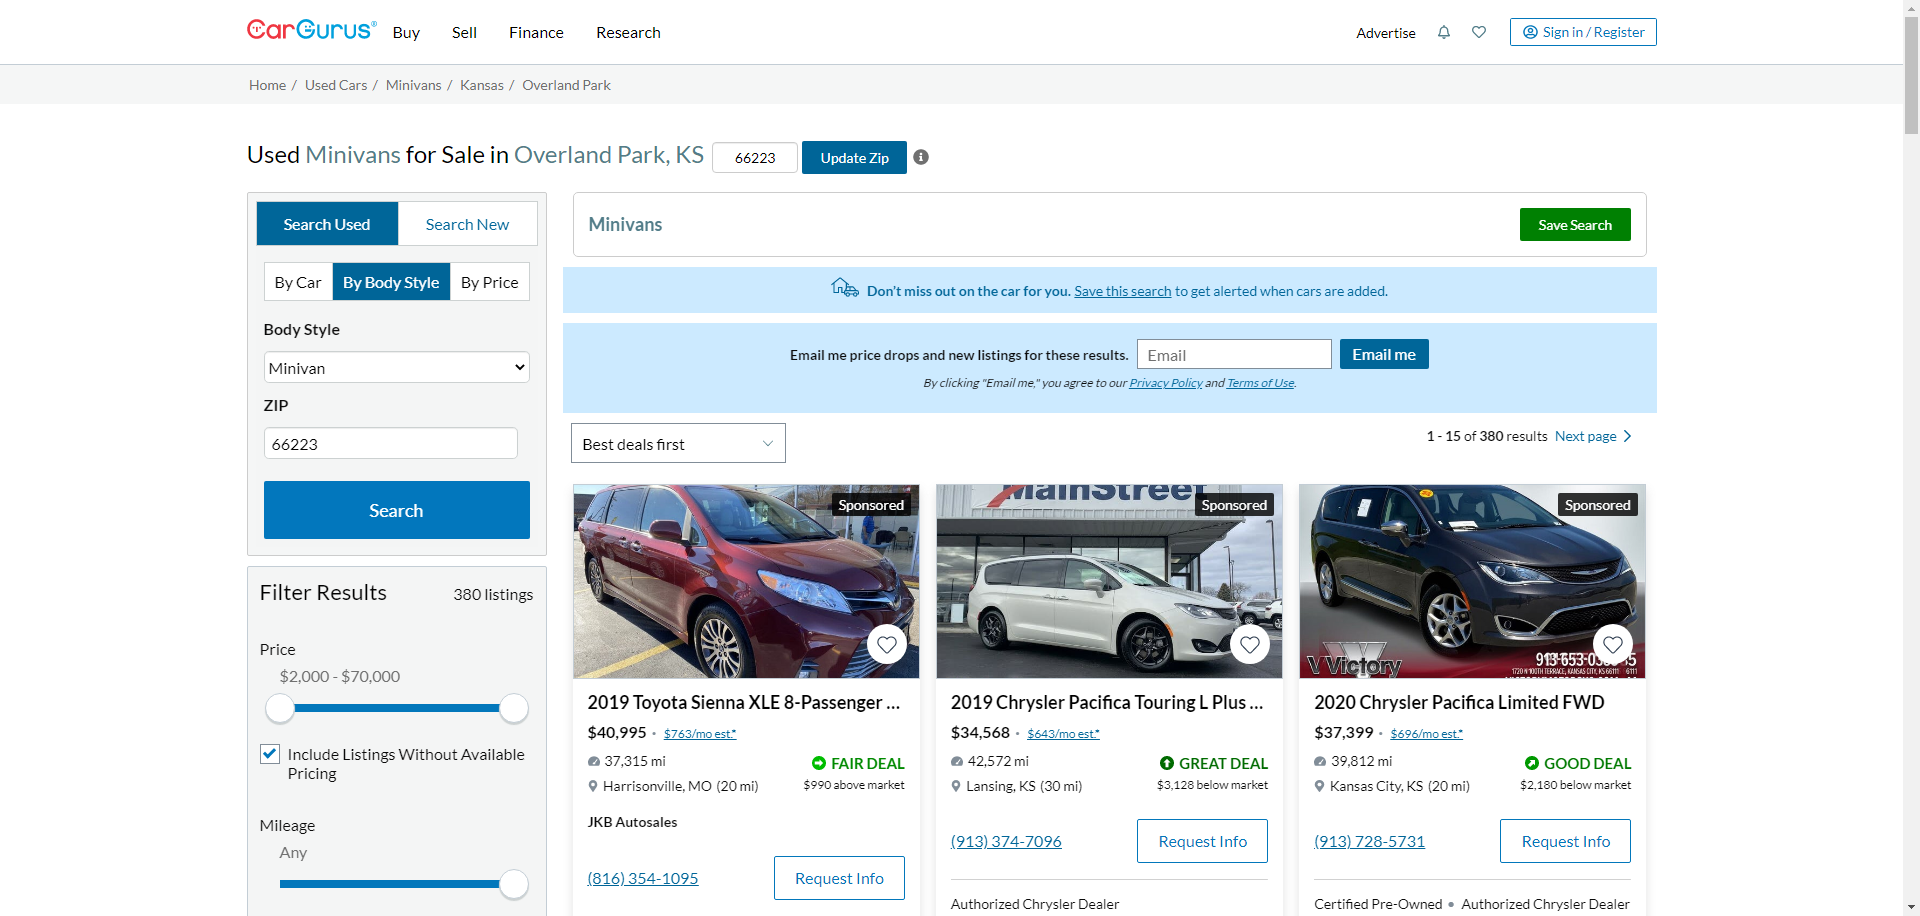 CarGurus®
Buy
Sell
Finance
Research
Advertise
Sign in / Register
Home / Used Cars / Minivans / Kansas / Overland Park
Used Minivans for Sale in Overland Park, KS
66223
Update Zip
Search Used
Search New
By Car
By Body Style
By Price
Body Style
Minivan
ZIP
66223
Search
Filter Results
380 listings
Price
$2,000 - $70,000
Include Listings Without Available
Pricing
Mileage
Any
Minivans
Save Search
Don't miss out on the car for you. Save this search to get alerted when cars are added.
Email me price drops and new listings for these results.
Email
Email me
By clicking "Email me," you agree to our Privacy Policy and Terms of Use.
Best deals first
1 - 15 of 380 results
Next page
Sponsored
2019 Toyota Sienna XLE 8-Passenger ...
$40,995 · $763/mo est.*
37,315 mi
FAIR DEAL
Harrisonville, MO (20 mi)
$990 above market
JKB Autosales
(816) 354-1095
Request Info
MainStreet
Sponsored
2019 Chrysler Pacifica Touring L Plus ...
$34,568 · $643/mo est.*
42,572 mi
GREAT DEAL
Lansing, KS (30 mi)
$3,128 below market
(913) 374-7096
Request Info
Authorized Chrysler Dealer
Sponsored
V Victory
2020 Chrysler Pacifica Limited FWD
$37,399 · $696/mo est.*
39,812 mi
GOOD DEAL
Kansas City, KS (20 mi)
$2,180 below market
(913) 728-5731
Request Info
Certified Pre-Owned • Authorized Chrysler Dealer